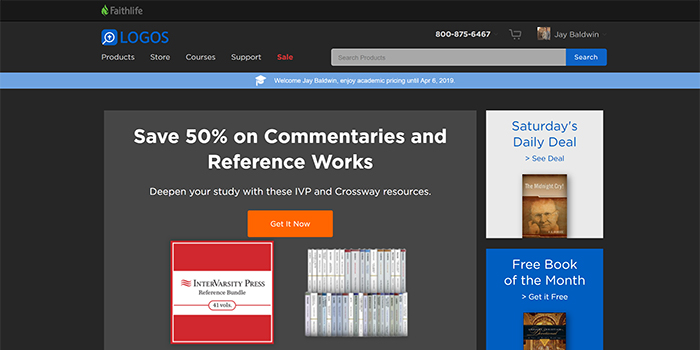 Faithlife
LOGOS
800-875-6467
Jay Baldwin
Products Store Courses Support Sale
Search Products
Search
Welcome Jay Baldwin, enjoy academic pricing until Apr 6, 2019.
Save 50% on Commentaries and
Reference Works
Deepen your study with these IVP and Crossway resources.
Get It Now
INTERVARSITY PRESS
Reference Bundle
41 vols.
Saturday's
Daily Deal
> See Deal
The Midnight Cry!
Free Book
of the Month
> Get it Free